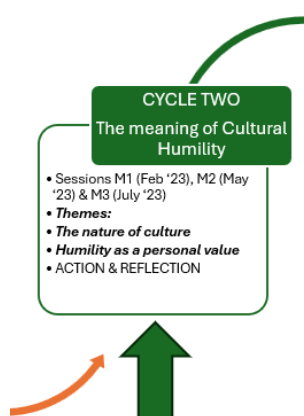 CYCLE TWO
The meaning of Cultural
Humility
• Sessions M1 (Feb ‘23), M2 (May
‘23) & M3 (July ‘23)
• Themes:
• The nature of culture
• Humility as a personal value
• ACTION & REFLECTION